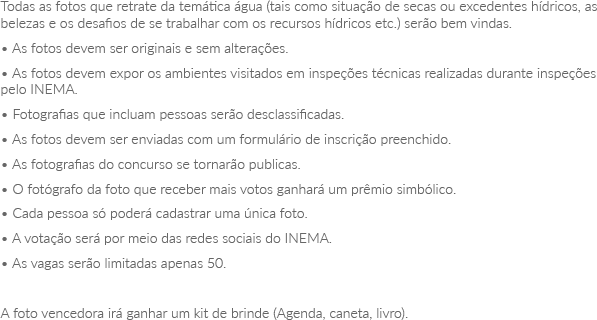 Todas as fotos que retrate da temática água (tais como situação de secas ou excedentes hídricos, as
belezas e os desafios de se trabalhar com os recursos hídricos etc.) serão bem vindas.
• As fotos devem ser originais e sem alterações.
• As fotos devem expor os ambientes visitados em inspeções técnicas realizadas durante inspeções
pelo INEMA.
• Fotografias que incluam pessoas serão desclassificadas.
• As fotos devem ser enviadas com um formulário de inscrição preenchido.
• As fotografias do concurso se tornarão publicas.
• O fotógrafo da foto que receber mais votos ganhará um prêmio simbólico.
• Cada pessoa só poderá cadastrar uma única foto.
• A votação será por meio das redes sociais do INEMA.
• As vagas serão limitadas apenas 50.
A foto vencedora irá ganhar um kit de brinde (Agenda, caneta, livro).